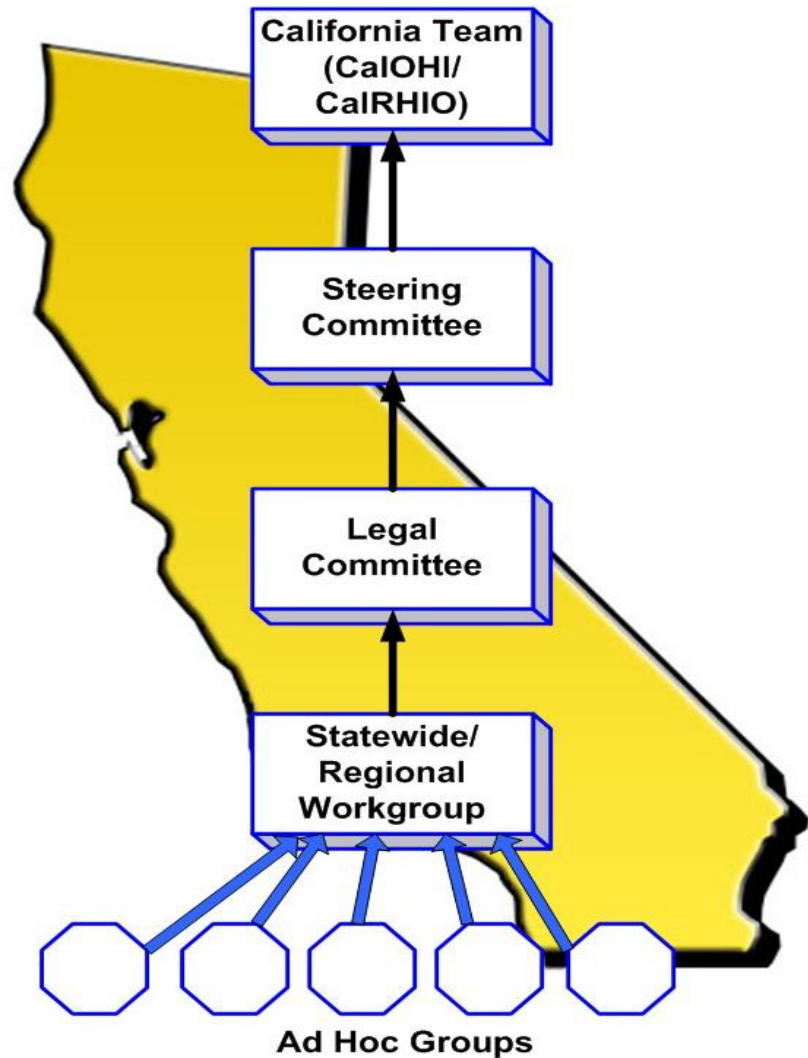 California Team
(CalOHI/
CalRHIO)
Steering
Committee
Legal
Committee
Statewide/
Regional
Workgroup
Ad Hoc Groups